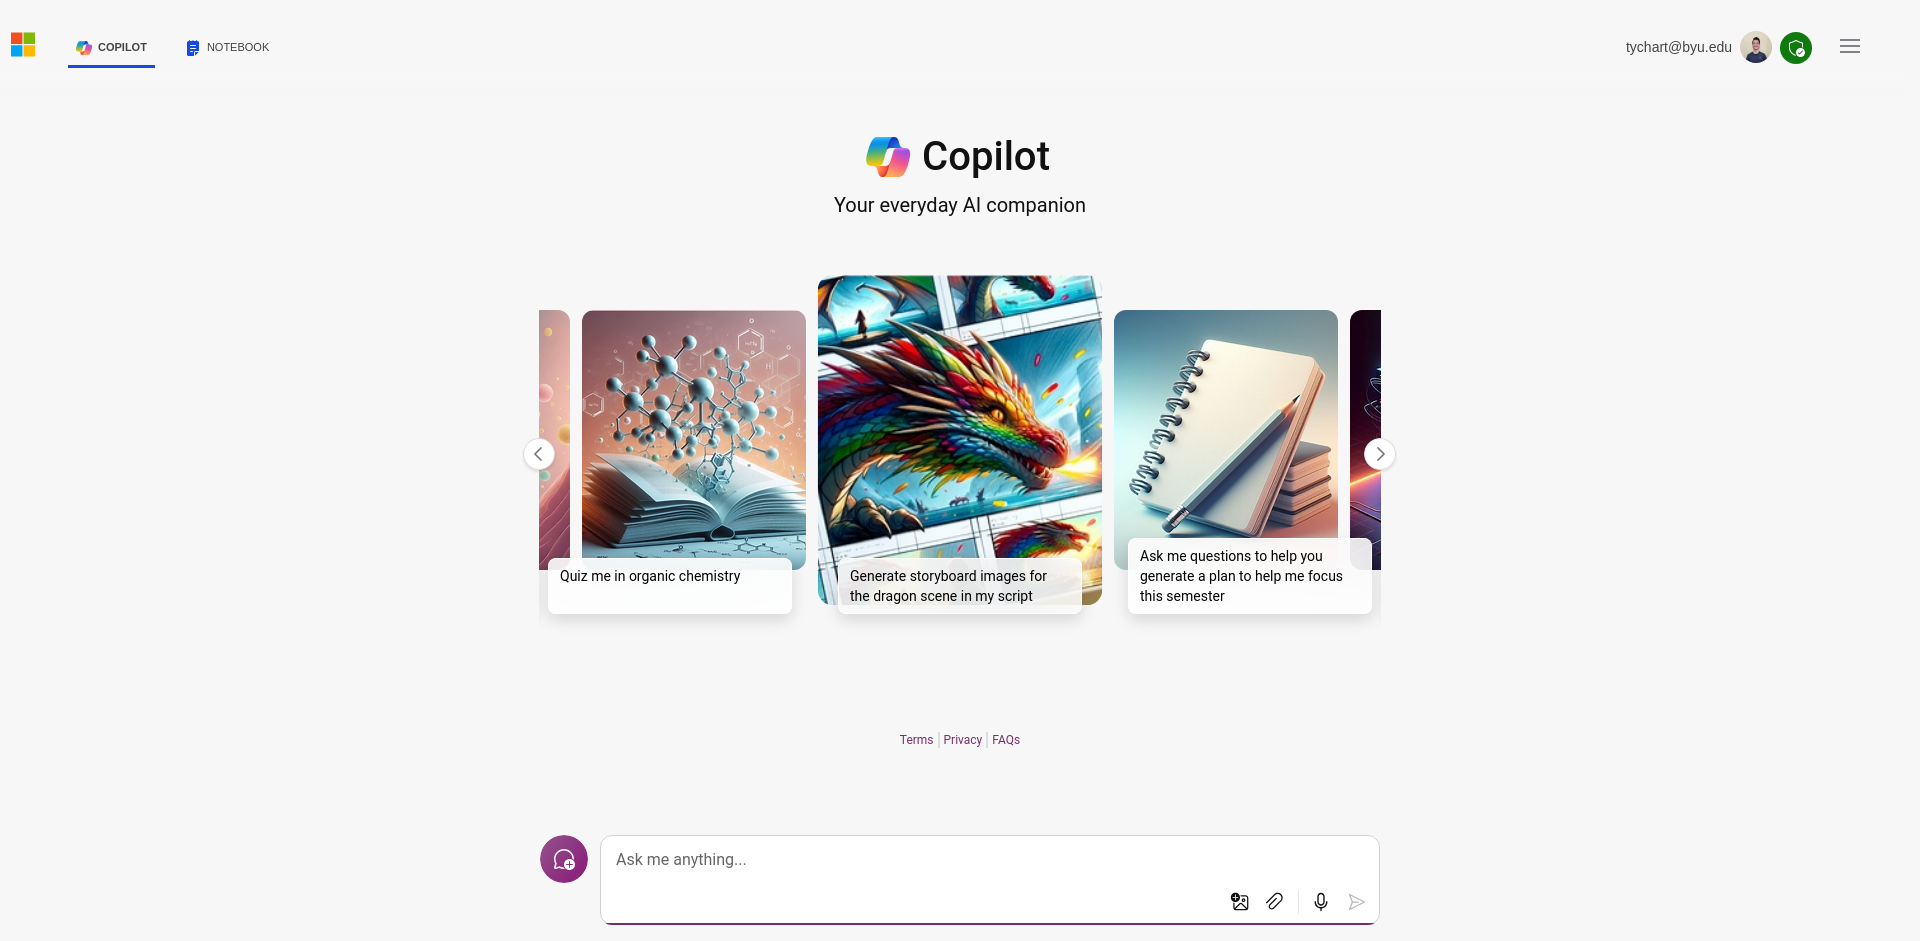 COPILOT
NOTEBOOK
tychart@byu.edu
Copilot
Your everyday AI companion
Quiz me in organic chemistry
Generate storyboard images for
the dragon scene in my script
Ask me questions to help you
generate a plan to help me focus
this semester
Terms
Privacy
FAQs
Ask me anything...